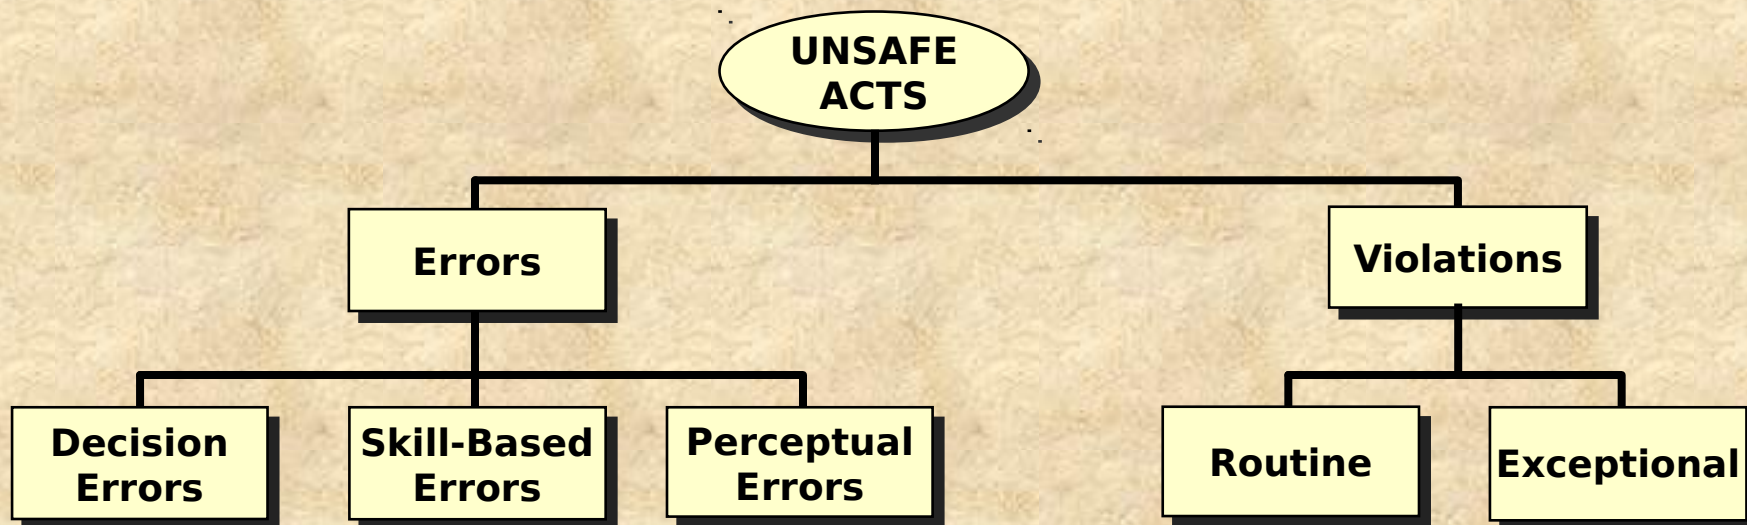 UNSAFE
ACTS
Errors
Violations
Decision
Errors
Skill-Based
Errors
Perceptual
Errors
Routine
Exceptional